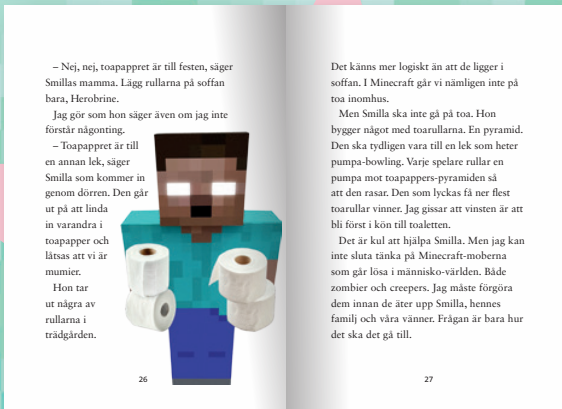 – Nej, nej, toapappret är till festen, säger
Smillas mamma. Lägg rullarna på soffan
bara, Herobrine.
Jag gör som hon säger även om jag inte
förstår någonting.
– Toapappret är till
en annan lek, säger
Smilla som kommer in
genom dörren. Den går
ut på att linda
in varandra i
toapapper och
låtsas att vi är
mumier.
Hon tar
ut några av
rullarna i
trädgården.
26
Det känns mer logiskt än att de ligger i
soffan. I Minecraft går vi nämligen inte på
toa inomhus.
Men Smilla ska inte gå på toa. Hon
bygger något med toarullarna. En pyramid.
Den ska tydligen vara till en lek som heter
pumpa-bowling. Varje spelare rullar en
pumpa mot toapappers-pyramiden så
att den rasar. Den som lyckas få ner flest
toarullar vinner. Jag gissar att vinsten är att
bli först i kön till toaletten.
Det är kul att hjälpa Smilla. Men jag kan
inte sluta tänka på Minecraft-moberna
som går lösa i människo-världen. Både
zombier och creepers. Jag måste förgöra
dem innan de äter upp Smilla, hennes
familj och våra vänner. Frågan är bara hur
det ska det gå till.
27